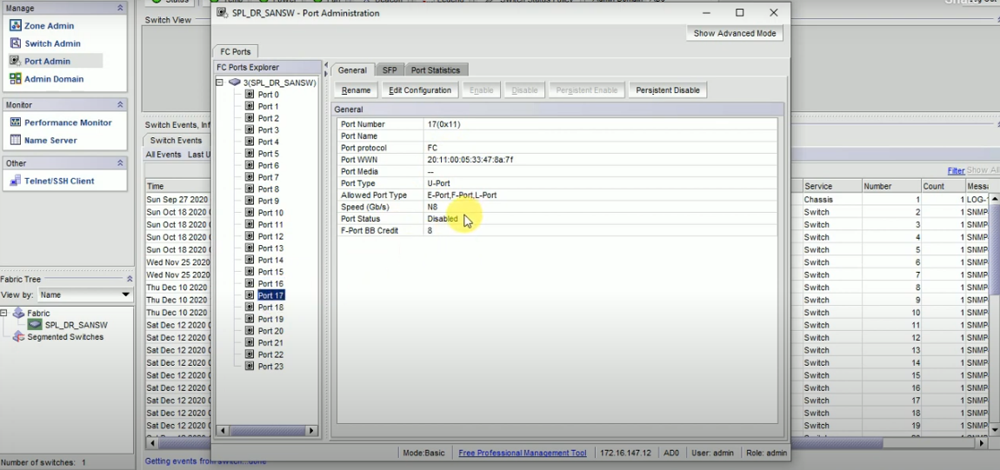 Manage
Zone Admin
Switch Admin
Port Admin
Admin Domain
Monitor
Performance Monitor
Name Server
Other
Telnet/SSH Client
Fabric Tree
View by: Name
Fabric
SPL_DR_SANSW
Segmented Switches
Number of switches: 1
Switch View
Switch Events, Inf
Switch Events
All Events Last U
Time
Sun Sep 27 2020
Sun Oct 18 2020
Sun Oct 18 2020
Sun Oct 18 2020
Sun Oct 18 2020
Wed Nov 25 2020
Wed Nov 25 2020
Thu Dec 10 2020
Thu Dec 10 2020
Thu Dec 10 2020
Sat Dec 12 2020
Sat Dec 12 2020
Sat Dec 12 2020
Sat Dec 12 2020
Sat Dec 12 2020
Sat Dec 12 2020
Sat Dec 12 2020
Sat Dec 12 2020
Getting events from switch...done
SPL_DR_SANSW - Port Administration
Show Advanced Mode
FC Ports
FC Ports Explorer
3(SPL_DR_SANSW)
Port 0
Port 1
Port 2
Port 3
Port 4
Port 5
Port 6
Port 7
Port 8
Port 9
Port 10
Port 11
Port 12
Port 13
Port 14
Port 15
Port 16
Port 17
Port 18
Port 19
Port 20
Port 21
Port 22
Port 23
General SFP Port Statistics
Rename Edit Configuration Enable Disable Persistent Enable Persistent Disable
General
Port Number 17(0x11)
Port Name
Port protocol FC
Port WWN 20:11:00:05:33:47:8a:7f
Port Media --
Port Type U-Port
Allowed Port Type E-Port,F-Port,L-Port
Speed (Gb/s) N8
Port Status Disabled
F-Port BB Credit 8
Mode:Basic Free Professional Management Tool 172.16.147.12 AD0 User: admin Role: admin
Filter Show All
Service Number Count Messa
Chassis 1 1 LOG-1
Switch 2 1 SNMP
Switch 3 1 SNMP
Switch 4 1 SNMP
Switch 5 1 SNMP
Switch 6 1 SNMP
Switch 7 1 SNMP
Switch 8 1 SNMP
Switch 9 1 SNMP
Switch 10 1 SNMP
Switch 11 1 SNMP
Switch 12 1 SNMP
Switch 13 1 SNMP
Switch 14 1 SNMP
Switch 15 1 SNMP
Switch 16 1 SNMP
Switch 17 1 SNMP
Switch 18 1 SNMP
Switch 19 1 SNMP